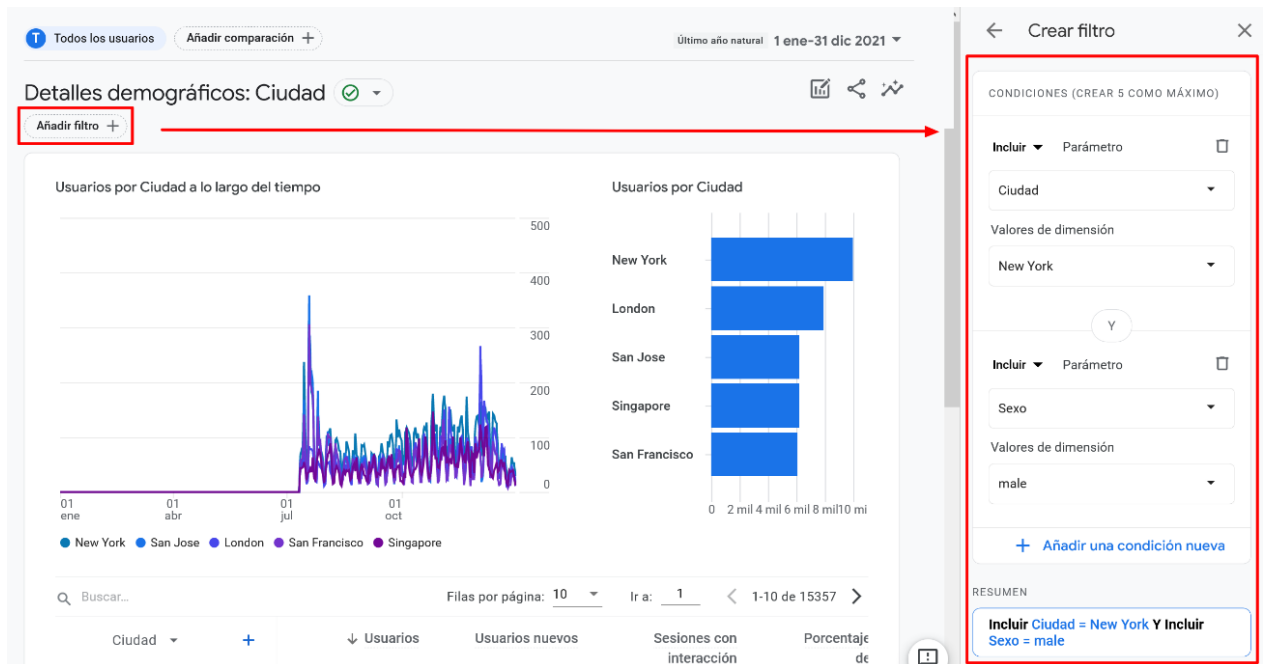 T Todos los usuarios Añadir comparación +
Último año natural 1 ene-31 dic 2021
Detalles demográficos: Ciudad
Añadir filtro +
Usuarios por Ciudad a lo largo del tiempo
500
400
300
200
100
0
01 ene
01 abr
01 jul
01 oct
New York San Jose London San Francisco Singapore
Usuarios por Ciudad
New York
London
San Jose
Singapore
San Francisco
0 2 mil 4 mil 6 mil 8 mil 10 mi
Buscar...
Filas por página: 10 Ir a: 1 < 1-10 de 15357 >
Ciudad + ↓ Usuarios Usuarios nuevos Sesiones con interacción Porcentaje de
Crear filtro
CONDICIONES (CREAR 5 COMO MÁXIMO)
Incluir Parámetro
Ciudad
Valores de dimensión
New York
Y
Incluir Parámetro
Sexo
Valores de dimensión
male
+ Añadir una condición nueva
RESUMEN
Incluir Ciudad = New York Y Incluir
Sexo = male